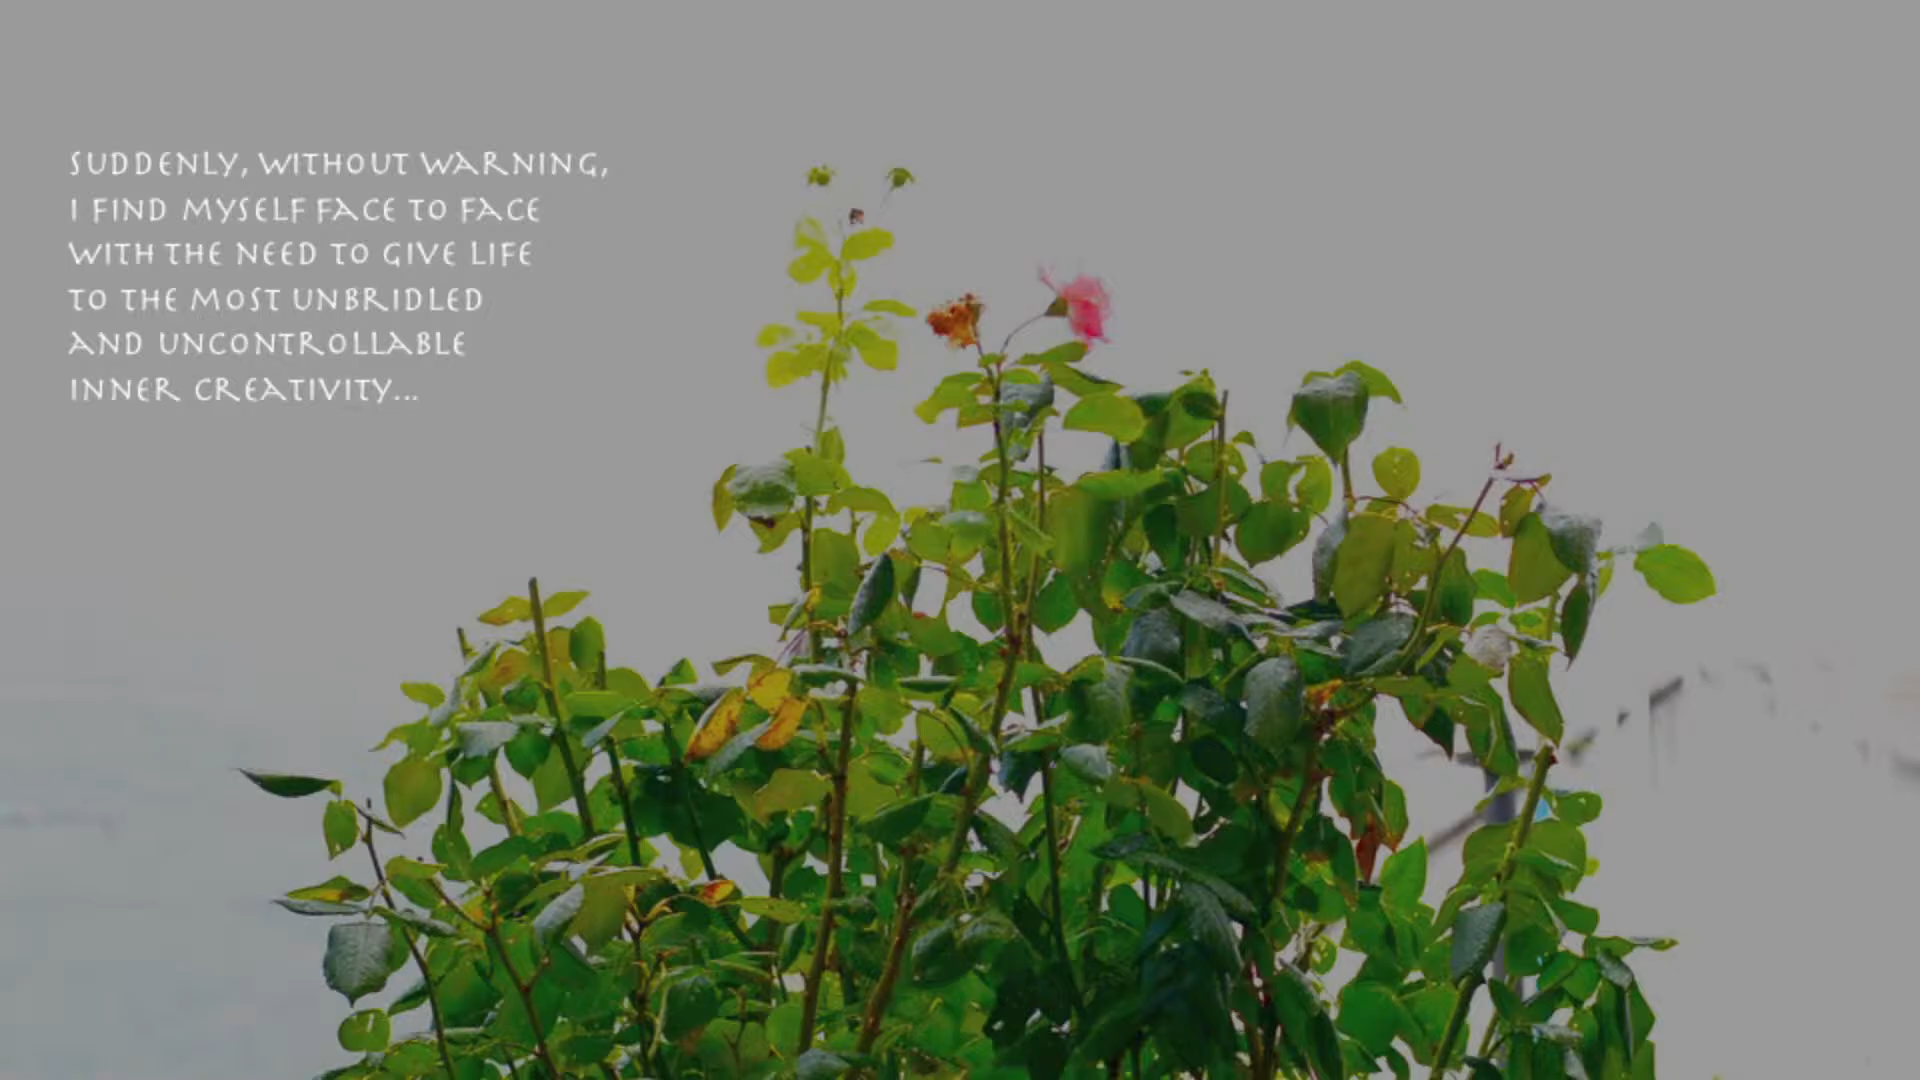 SUDDENLY, WITHOUT WARNING,
I FIND MYSELF FACE TO FACE
WITH THE NEED TO GIVE LIFE
TO THE MOST UNBRIDLED
AND UNCONTROLLABLE
INNER CREATIVITY...